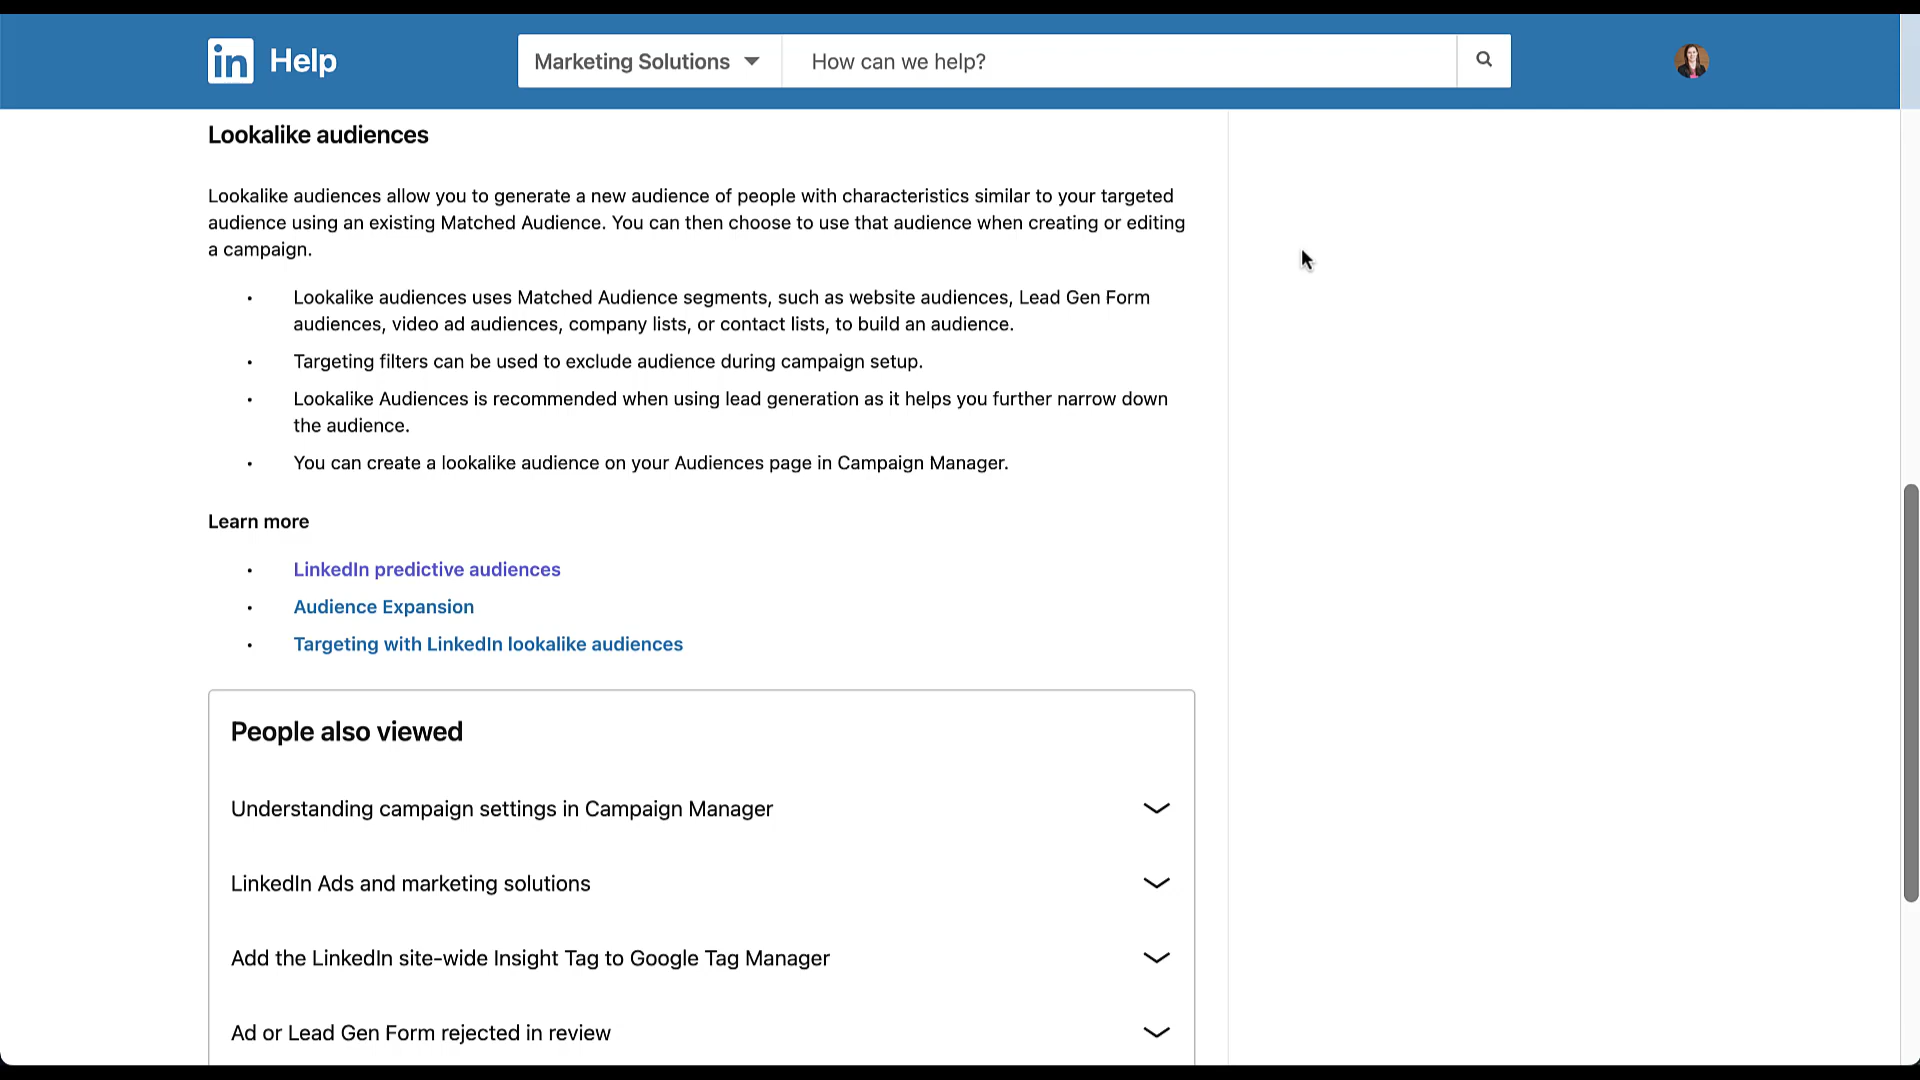 in Help
Marketing Solutions
How can we help?
Lookalike audiences
Lookalike audiences allow you to generate a new audience of people with characteristics similar to your targeted
audience using an existing Matched Audience. You can then choose to use that audience when creating or editing
a campaign.
• Lookalike audiences uses Matched Audience segments, such as website audiences, Lead Gen Form
audiences, video ad audiences, company lists, or contact lists, to build an audience.
• Targeting filters can be used to exclude audience during campaign setup.
• Lookalike Audiences is recommended when using lead generation as it helps you further narrow down
the audience.
• You can create a lookalike audience on your Audiences page in Campaign Manager.
Learn more
• LinkedIn predictive audiences
• Audience Expansion
• Targeting with LinkedIn lookalike audiences
People also viewed
Understanding campaign settings in Campaign Manager
LinkedIn Ads and marketing solutions
Add the LinkedIn site-wide Insight Tag to Google Tag Manager
Ad or Lead Gen Form rejected in review